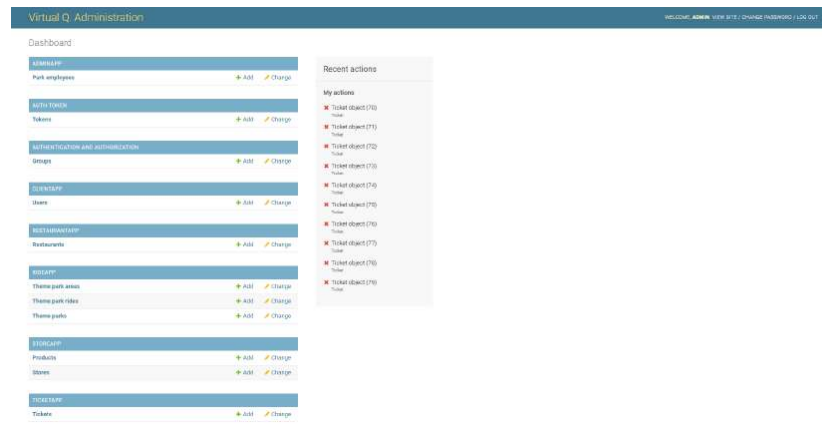 Virtual Q Administration
WELCOME, ADMIN. VIEW SITE / CHANGE PASSWORD / LOG OUT
Dashboard
ADMINAPP
Park employees + Add Change
AUTH TOKEN
Tokens + Add Change
AUTHENTICATION AND AUTHORIZATION
Groups + Add Change
CLIENTAPP
Users + Add Change
RESTAURANTAPP
Restaurants + Add Change
RIDEAPP
Theme park areas + Add Change
Theme park rides + Add Change
Theme parks + Add Change
STOREAPP
Products + Add Change
Stores + Add Change
TICKETAPP
Tickets + Add Change
Recent actions
My actions
Ticket object (70)
Ticket
Ticket object (71)
Ticket
Ticket object (72)
Ticket
Ticket object (73)
Ticket
Ticket object (74)
Ticket
Ticket object (75)
Ticket
Ticket object (76)
Ticket
Ticket object (77)
Ticket
Ticket object (78)
Ticket
Ticket object (79)
Ticket